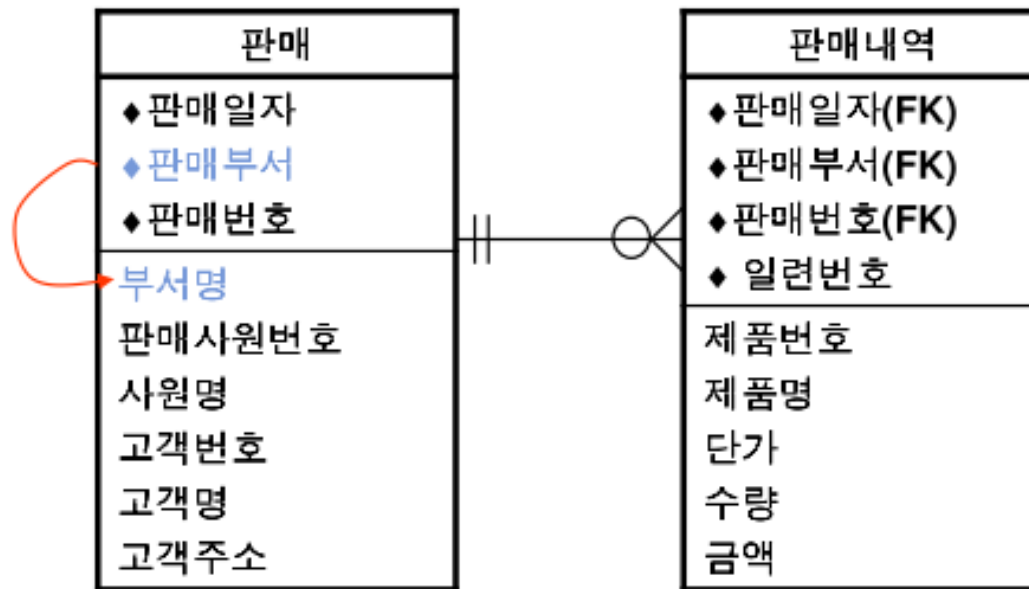 판매
♦판매일자
♦판매부서
♦판매번호
부서명
판매사원번호
사원명
고객번호
고객명
고객주소
판매내역
♦판매일자(FK)
♦판매부서(FK)
♦판매번호(FK)
♦ 일련번호
제품번호
제품명
단가
수량
금액